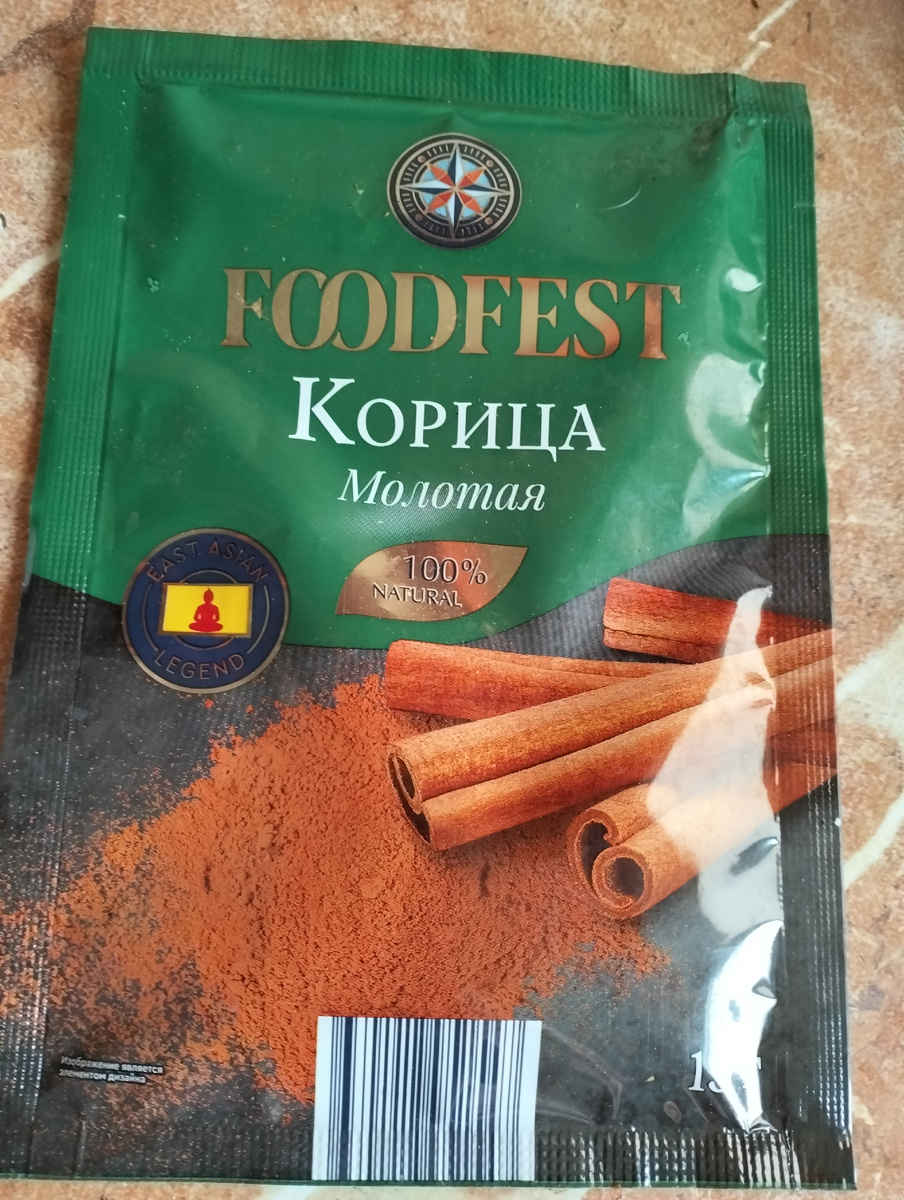 FOODFEST
КОРИЦА
Молотая
100%
NATURAL
EAST ASIAN
LEGEND
Изображение является
элементом дизайна